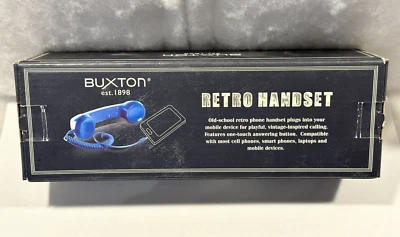 BUXTON®
est.1898
RETRO HANDSET
Old-school retro phone handset plugs into your
mobile device for playful, vintage-inspired calling.
Features one-touch answering button. Compatible
with most cell phones, smart phones, laptops and
mobile devices.